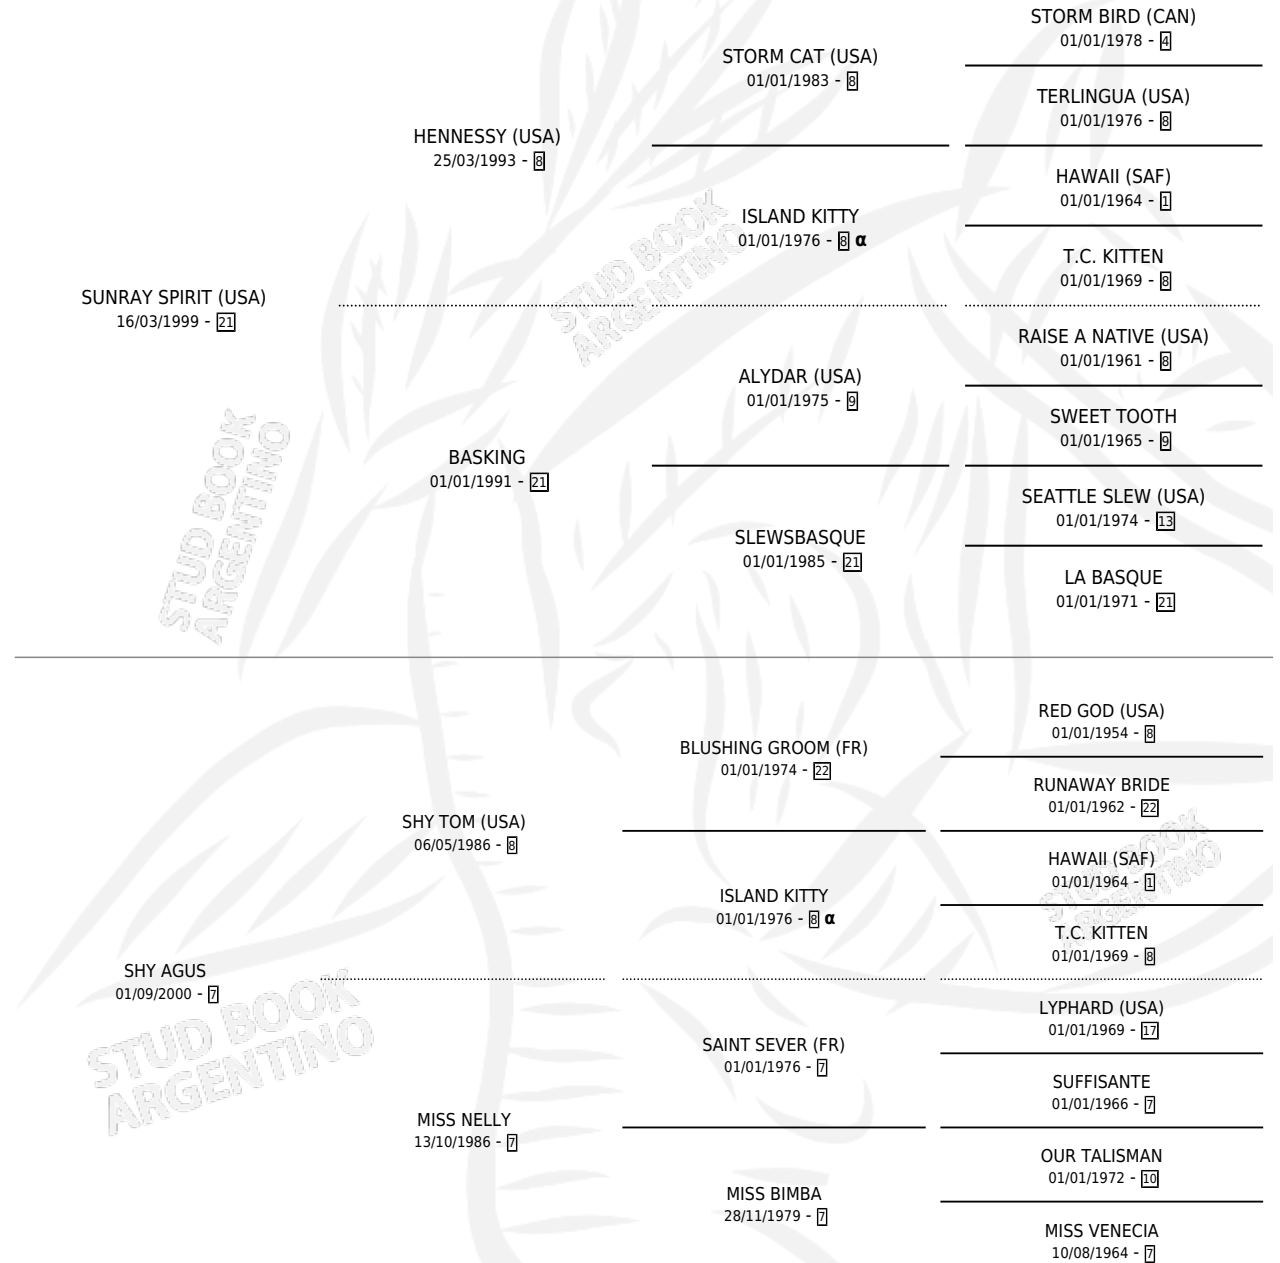 STORM BIRD (CAN)
01/01/1978 - 4
STORM CAT (USA)
01/01/1983 - 8
TERLINGUA (USA)
01/01/1976 - 8
HENNESSY (USA)
25/03/1993 - 8
HAWAII (SAF)
01/01/1964 - 1
ISLAND KITTY
01/01/1976 - 8 α
T.C. KITTEN
01/01/1969 - 8
SUNRAY SPIRIT (USA)
16/03/1999 - 21
RAISE A NATIVE (USA)
01/01/1961 - 8
ALYDAR (USA)
01/01/1975 - 9
SWEET TOOTH
01/01/1965 - 9
BASKING
01/01/1991 - 21
SEATTLE SLEW (USA)
01/01/1974 - 13
SLEWSBASQUE
01/01/1985 - 21
LA BASQUE
01/01/1971 - 21
RED GOD (USA)
01/01/1954 - 8
BLUSHING GROOM (FR)
01/01/1974 - 22
RUNAWAY BRIDE
01/01/1962 - 22
SHY TOM (USA)
06/05/1986 - 8
HAWAII (SAF)
01/01/1964 - 1
ISLAND KITTY
01/01/1976 - 8 α
T.C. KITTEN
01/01/1969 - 8
SHY AGUS
01/09/2000 - 7
LYPHARD (USA)
01/01/1969 - 17
SAINT SEVER (FR)
01/01/1976 - 7
SUFFISANTE
01/01/1966 - 7
MISS NELLY
13/10/1986 - 7
OUR TALISMAN
01/01/1972 - 10
MISS BIMBA
28/11/1979 - 7
MISS VENECIA
10/08/1964 - 7
STUD BOOK
ARGENTINO
STUD BOOK
ARGENTINO
STUD BOOK
ARGENTINO
STUD BOOK
ARGENTINO